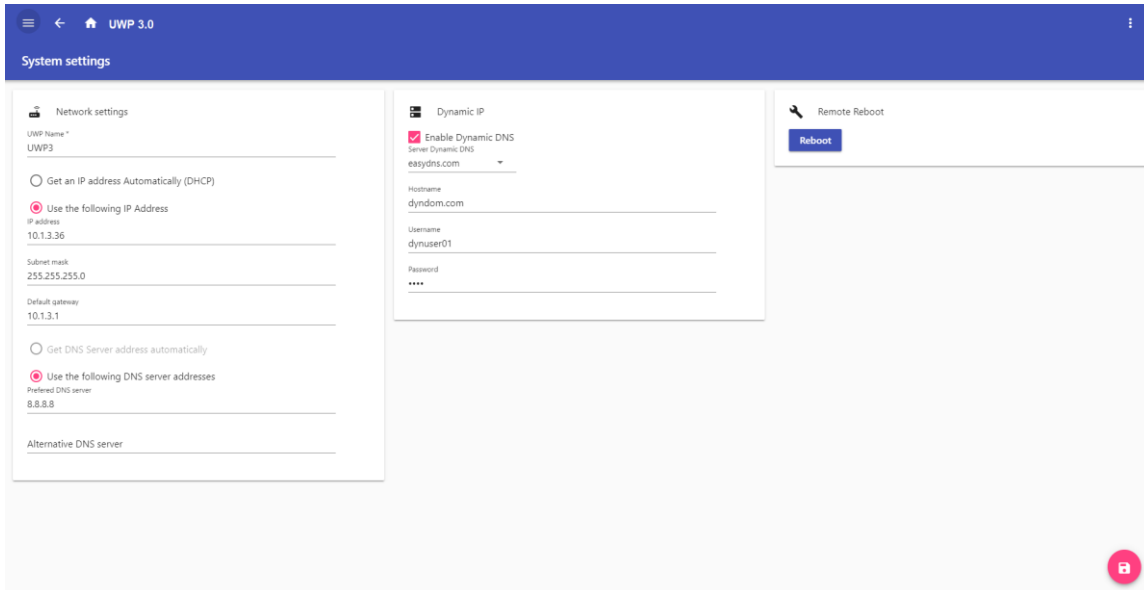 UWP 3.0
System settings
Network settings
UWP Name *
UWP3
Get an IP address Automatically (DHCP)
Use the following IP Address
IP address
10.1.3.36
Subnet mask
255.255.255.0
Default gateway
10.1.3.1
Get DNS Server address automatically
Use the following DNS server addresses
Prefered DNS server
8.8.8.8
Alternative DNS server
Dynamic IP
Enable Dynamic DNS
Server Dynamic DNS
easydns.com
Hostname
dyndom.com
Username
dynuser01
Password
••••
Remote Reboot
Reboot